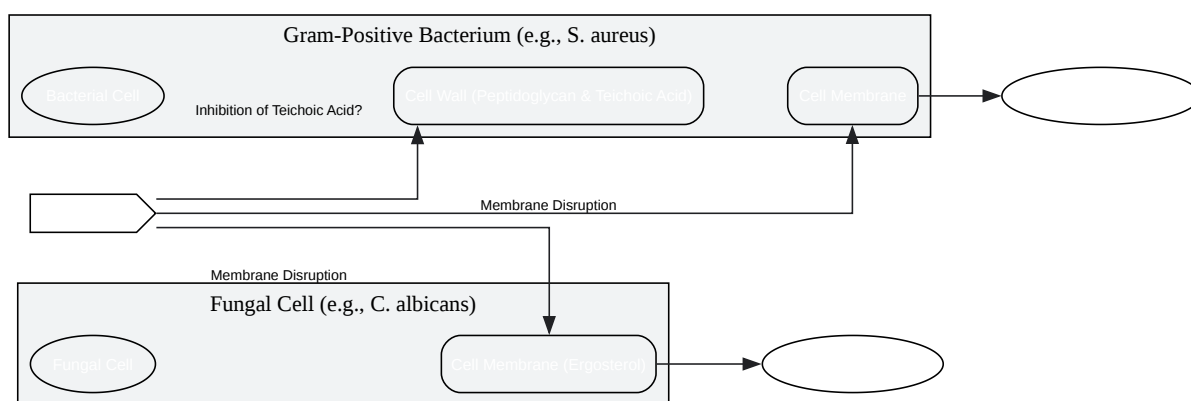 Gram-Positive Bacterium (e.g., S. aureus)
Bacterial Cell
Cell Wall (Peptidoglycan & Teichoic Acid)
Cell Membrane
Inhibition of Teichoic Acid?
Membrane Disruption
Membrane Disruption
Fungal Cell (e.g., C. albicans)
Fungal Cell
Cell Membrane (Ergosterol)